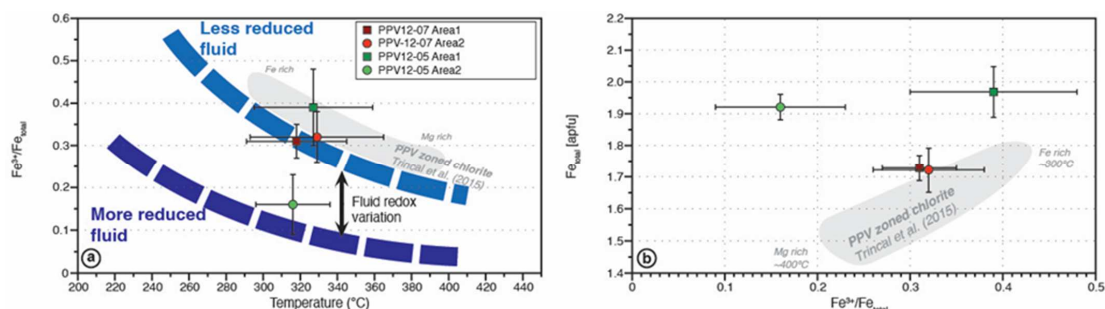 0.6
0.5
0.4
0.3
0.2
0.1
0
Fe³⁺/Fe_total
Less reduced
fluid
More reduced
fluid
Fe rich
Mg rich
PPV zoned chlorite
Trincal et al. (2015)
Fluid redox
variation
PPV12-07 Area1
PPV-12-07 Area2
PPV12-05 Area1
PPV12-05 Area2
a
200 220 240 260 280 300 320 340 360 380 400 420 440
Temperature (°C)
2.2
2.1
2.0
1.9
1.8
1.7
1.6
1.5
1.4
Fe_total [apfu]
Fe rich
PPV zoned chlorite
Trincal et al. (2015)
Mg rich
~400°C
b
0 0.1 0.2 0.3 0.4 0.5
Fe³⁺/Fe_total